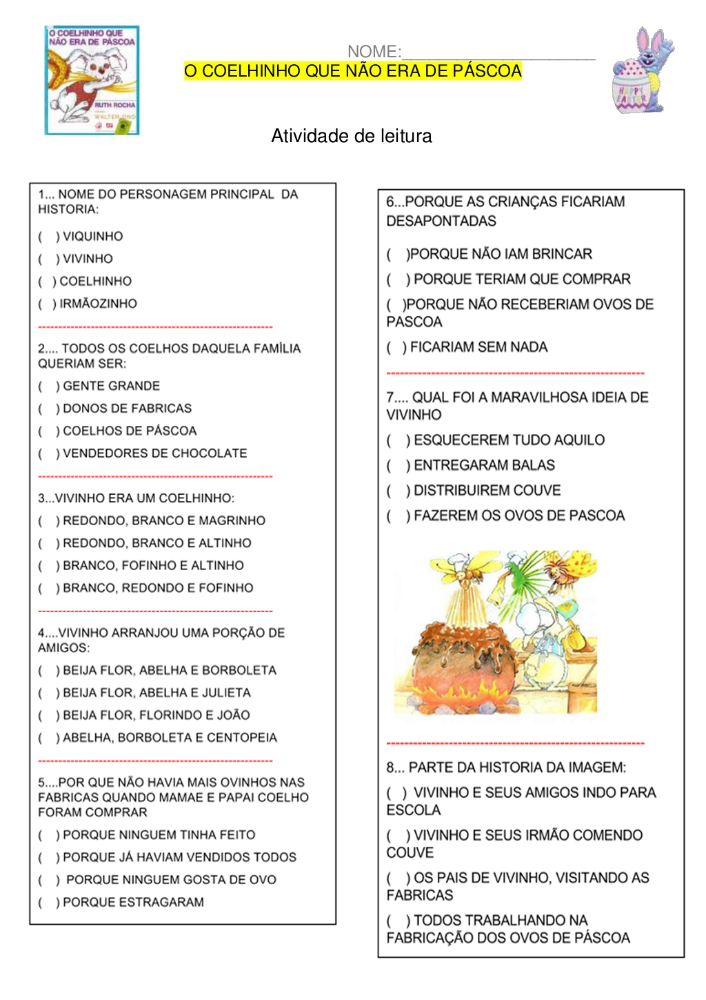 O COELHINHO QUE
NÃO ERA DE PÁSCOA
RUTH ROCHA
WALTER ONO
NOME:____________________
O COELHINHO QUE NÃO ERA DE PÁSCOA
HAPPY
EASTER
Atividade de leitura
1... NOME DO PERSONAGEM PRINCIPAL DA
HISTORIA:
( ) VIQUINHO
( ) VIVINHO
( ) COELHINHO
( ) IRMÃOZINHO
----------------------------------------------------------
2.... TODOS OS COELHOS DAQUELA FAMÍLIA
QUERIAM SER:
( ) GENTE GRANDE
( ) DONOS DE FABRICAS
( ) COELHOS DE PÁSCOA
( ) VENDEDORES DE CHOCOLATE
----------------------------------------------------------
3...VIVINHO ERA UM COELHINHO:
( ) REDONDO, BRANCO E MAGRINHO
( ) REDONDO, BRANCO E ALTINHO
( ) BRANCO, FOFINHO E ALTINHO
( ) BRANCO, REDONDO E FOFINHO
----------------------------------------------------------
4....VIVINHO ARRANJOU UMA PORÇÃO DE
AMIGOS:
( ) BEIJA FLOR, ABELHA E BORBOLETA
( ) BEIJA FLOR, ABELHA E JULIETA
( ) BEIJA FLOR, FLORINDO E JOÃO
( ) ABELHA, BORBOLETA E CENTOPEIA
----------------------------------------------------------
5....POR QUE NÃO HAVIA MAIS OVINHOS NAS
FABRICAS QUANDO MAMAE E PAPAI COELHO
FORAM COMPRAR
( ) PORQUE NINGUEM TINHA FEITO
( ) PORQUE JÁ HAVIAM VENDIDOS TODOS
( ) PORQUE NINGUEM GOSTA DE OVO
( ) PORQUE ESTRAGARAM
6...PORQUE AS CRIANÇAS FICARIAM
DESAPONTADAS
( )PORQUE NÃO IAM BRINCAR
( ) PORQUE TERIAM QUE COMPRAR
( )PORQUE NÃO RECEBERIAM OVOS DE
PASCOA
( ) FICARIAM SEM NADA
----------------------------------------------------------
7.... QUAL FOI A MARAVILHOSA IDEIA DE
VIVINHO
( ) ESQUECEREM TUDO AQUILO
( ) ENTREGARAM BALAS
( ) DISTRIBUIREM COUVE
( ) FAZEREM OS OVOS DE PASCOA
----------------------------------------------------------
8... PARTE DA HISTORIA DA IMAGEM:
( ) VIVINHO E SEUS AMIGOS INDO PARA
ESCOLA
( ) VIVINHO E SEUS IRMÃO COMENDO
COUVE
( ) OS PAIS DE VIVINHO, VISITANDO AS
FABRICAS
( ) TODOS TRABALHANDO NA
FABRICAÇÃO DOS OVOS DE PÁSCOA